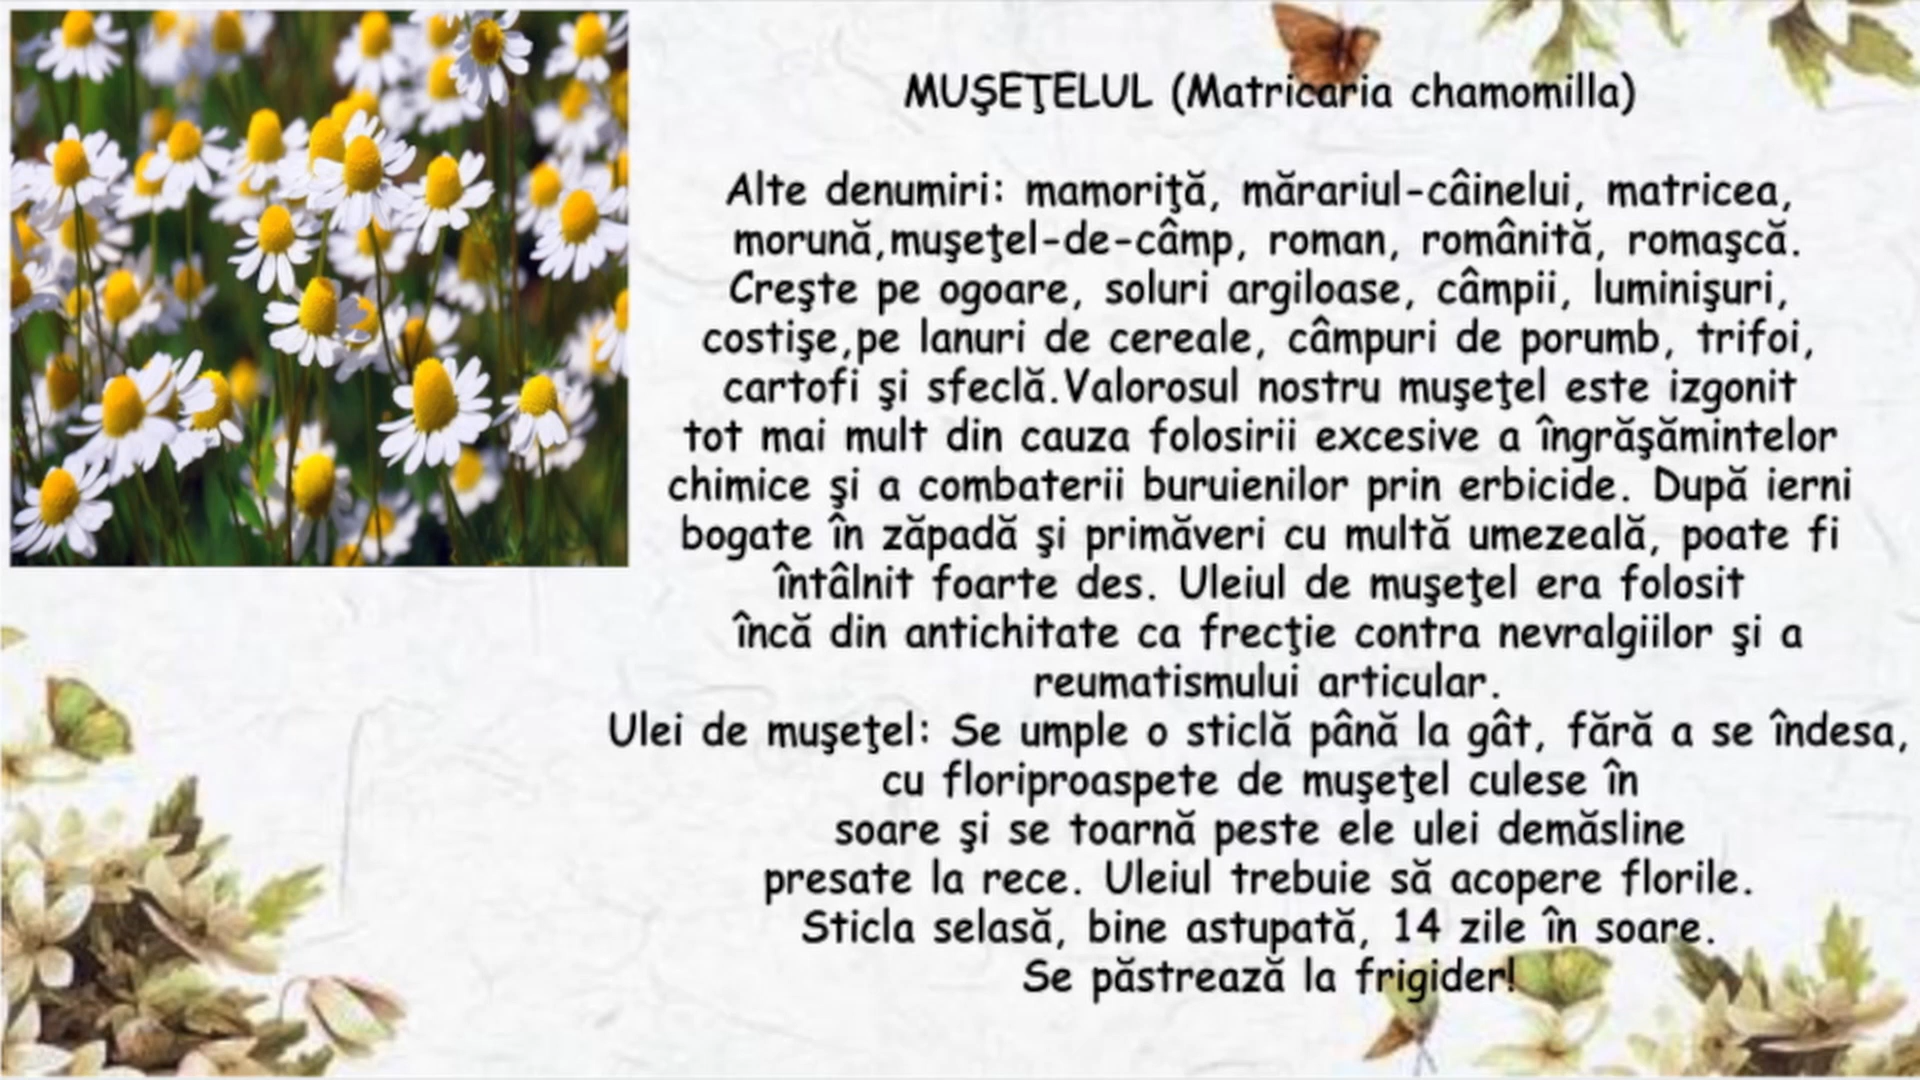 MUŞEŢELUL (Matricaria chamomilla)
Alte denumiri: mamoriţă, mărariul-câinelui, matricea,
morună,muşeţel-de-câmp, roman, românită, romaşcă.
Creşte pe ogoare, soluri argiloase, câmpii, luminişuri,
costişe,pe lanuri de cereale, câmpuri de porumb, trifoi,
cartofi şi sfeclă.Valorosul nostru muşeţel este izgonit
tot mai mult din cauza folosirii excesive a îngrăşămintelor
chimice şi a combaterii buruienilor prin erbicide. După ierni
bogate în zăpadă şi primăveri cu multă umezeală, poate fi
întâlnit foarte des. Uleiul de muşeţel era folosit
încă din antichitate ca frecţie contra nevralgiilor şi a
reumatismului articular.
Ulei de muşeţel: Se umple o sticlă până la gât, fără a se îndesa,
cu floriproaspete de muşeţel culese în
soare şi se toarnă peste ele ulei demăsline
presate la rece. Uleiul trebuie să acopere florile.
Sticla selasă, bine astupată, 14 zile în soare.
Se păstrează la frigider!